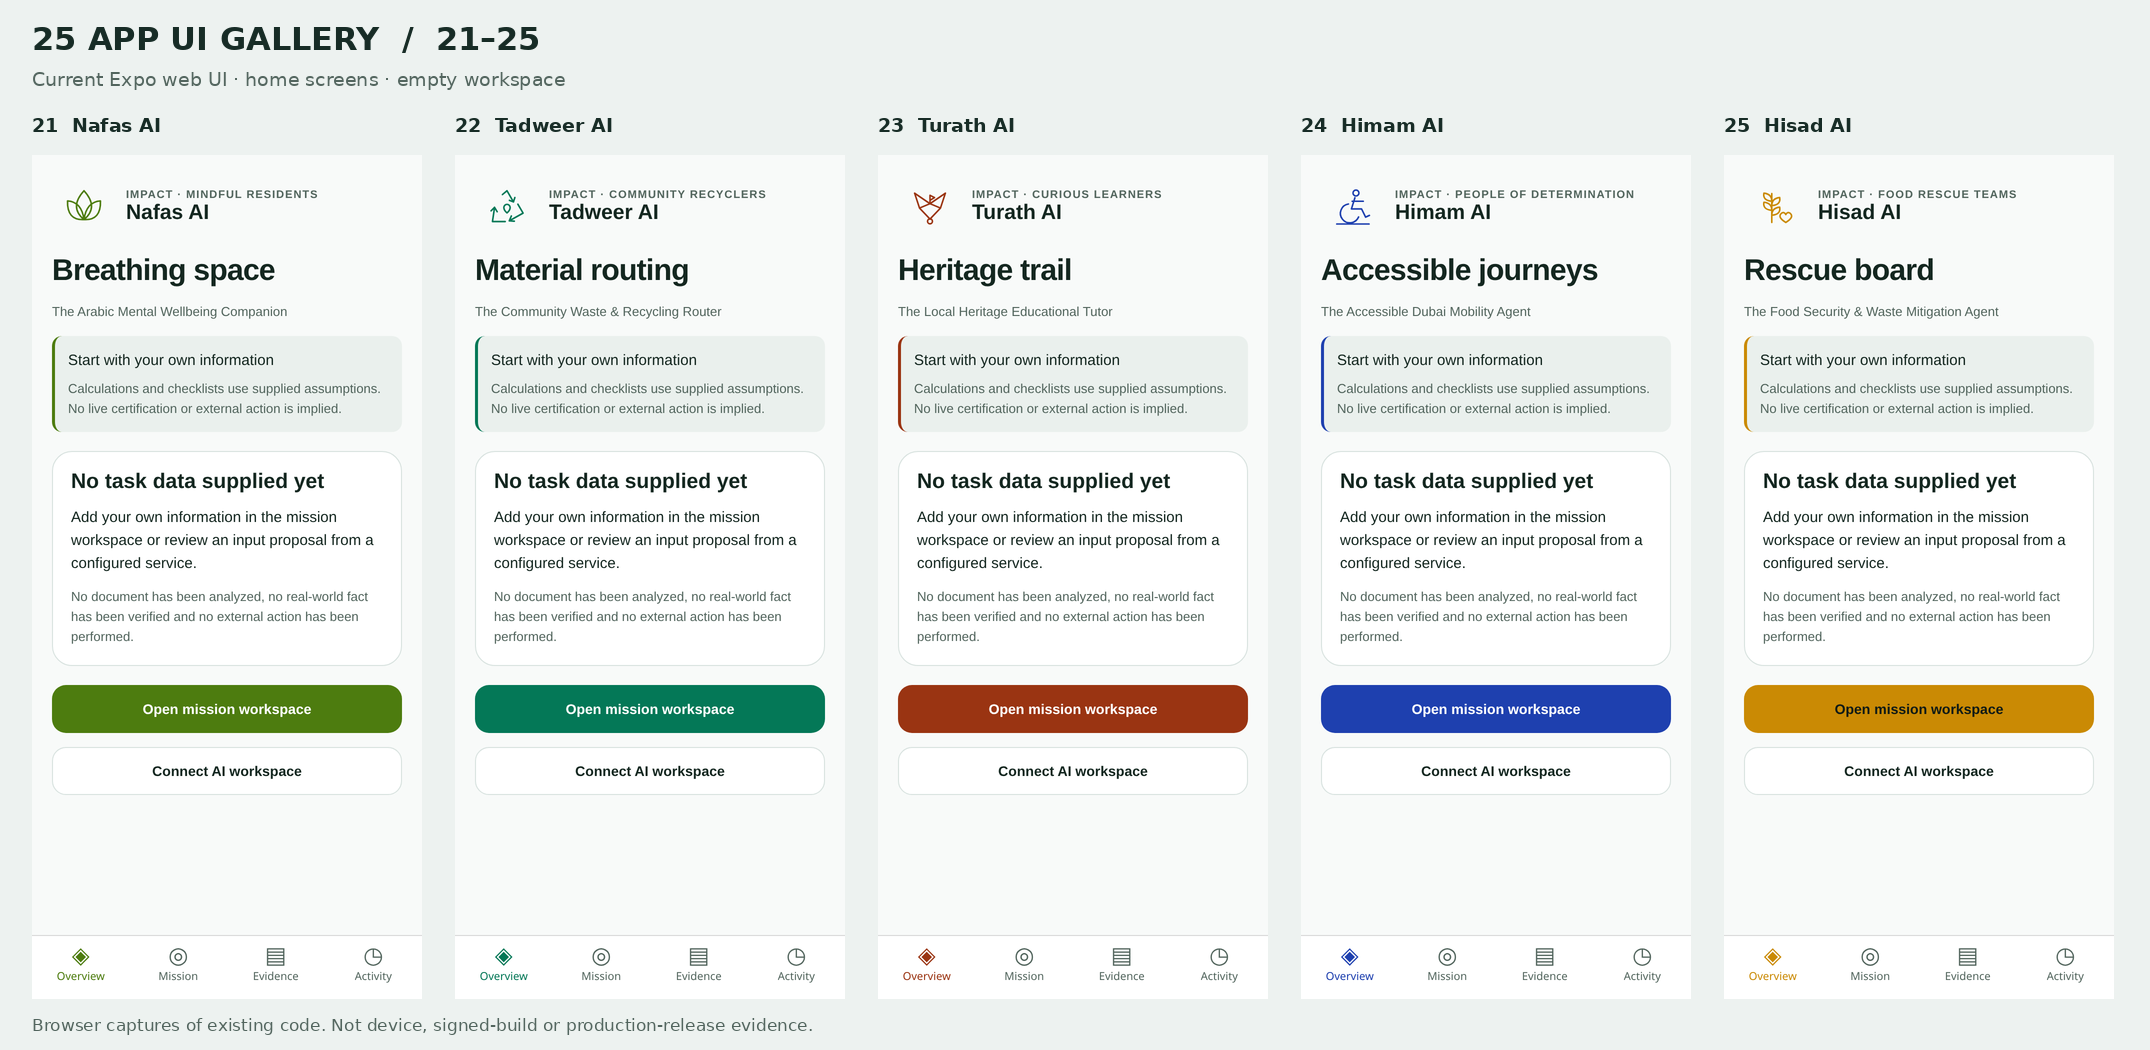 25 APP UI GALLERY / 21–25
Current Expo web UI · home screens · empty workspace
21 Nafas AI
IMPACT · MINDFUL RESIDENTS
Nafas AI
Breathing space
The Arabic Mental Wellbeing Companion
Start with your own information
Calculations and checklists use supplied assumptions.
No live certification or external action is implied.
No task data supplied yet
Add your own information in the mission
workspace or review an input proposal from a
configured service.
No document has been analyzed, no real-world fact
has been verified and no external action has been
performed.
Open mission workspace
Connect AI workspace
Overview Mission Evidence Activity
22 Tadweer AI
IMPACT · COMMUNITY RECYCLERS
Tadweer AI
Material routing
The Community Waste & Recycling Router
Start with your own information
Calculations and checklists use supplied assumptions.
No live certification or external action is implied.
No task data supplied yet
Add your own information in the mission
workspace or review an input proposal from a
configured service.
No document has been analyzed, no real-world fact
has been verified and no external action has been
performed.
Open mission workspace
Connect AI workspace
Overview Mission Evidence Activity
23 Turath AI
IMPACT · CURIOUS LEARNERS
Turath AI
Heritage trail
The Local Heritage Educational Tutor
Start with your own information
Calculations and checklists use supplied assumptions.
No live certification or external action is implied.
No task data supplied yet
Add your own information in the mission
workspace or review an input proposal from a
configured service.
No document has been analyzed, no real-world fact
has been verified and no external action has been
performed.
Open mission workspace
Connect AI workspace
Overview Mission Evidence Activity
24 Himam AI
IMPACT · PEOPLE OF DETERMINATION
Himam AI
Accessible journeys
The Accessible Dubai Mobility Agent
Start with your own information
Calculations and checklists use supplied assumptions.
No live certification or external action is implied.
No task data supplied yet
Add your own information in the mission
workspace or review an input proposal from a
configured service.
No document has been analyzed, no real-world fact
has been verified and no external action has been
performed.
Open mission workspace
Connect AI workspace
Overview Mission Evidence Activity
25 Hisad AI
IMPACT · FOOD RESCUE TEAMS
Hisad AI
Rescue board
The Food Security & Waste Mitigation Agent
Start with your own information
Calculations and checklists use supplied assumptions.
No live certification or external action is implied.
No task data supplied yet
Add your own information in the mission
workspace or review an input proposal from a
configured service.
No document has been analyzed, no real-world fact
has been verified and no external action has been
performed.
Open mission workspace
Connect AI workspace
Overview Mission Evidence Activity
Browser captures of existing code. Not device, signed-build or production-release evidence.